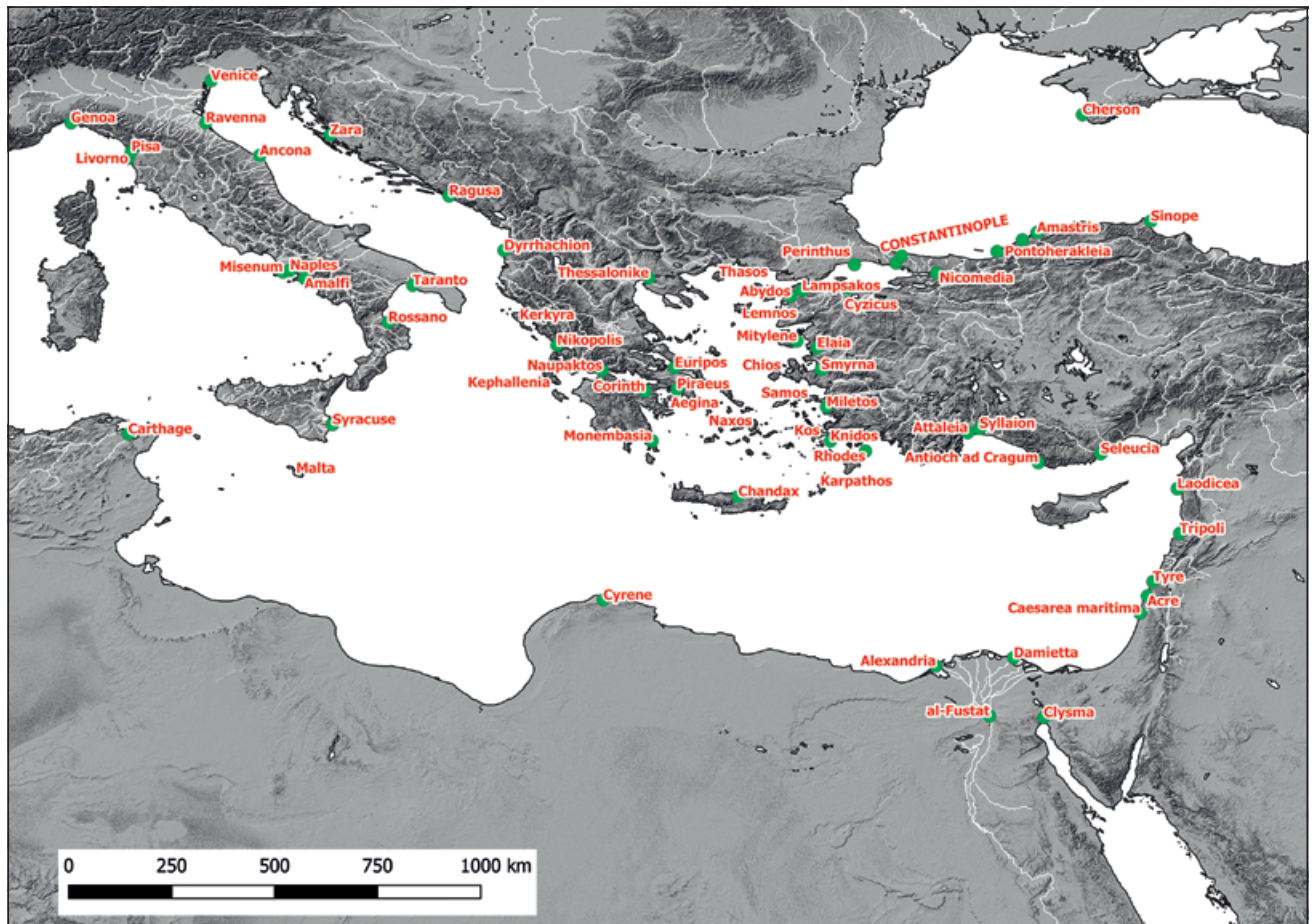 Venice
Genoa
Ravenna
Zara
Pisa
Livorno
Ancona
Ragusa
Cherson
Sinope
Amastris
CONSTANTINOPLE
Pontoherakleia
Perinthus
Nicomedia
Dyrrhachion
Thessalonike
Thasos
Misenum
Naples
Amalfi
Taranto
Abydos
Lampsakos
Cyzicus
Lemnos
Rossano
Kerkyra
Nikopolis
Mitylene
Elaia
Naupaktos
Euripos
Chios
Smyrna
Kephallenia
Corinth
Piraeus
Aegina
Samos
Miletos
Carthage
Syracuse
Naxos
Monembasia
Kos
Knidos
Attaleia
Syllaion
Rhodes
Antioch ad Cragum
Seleucia
Malta
Karpathos
Chandax
Laodicea
Tripoli
Tyre
Cyrene
Acre
Caesarea maritima
Alexandria
Damietta
al-Fustat
Clysma
0 250 500 750 1000 km